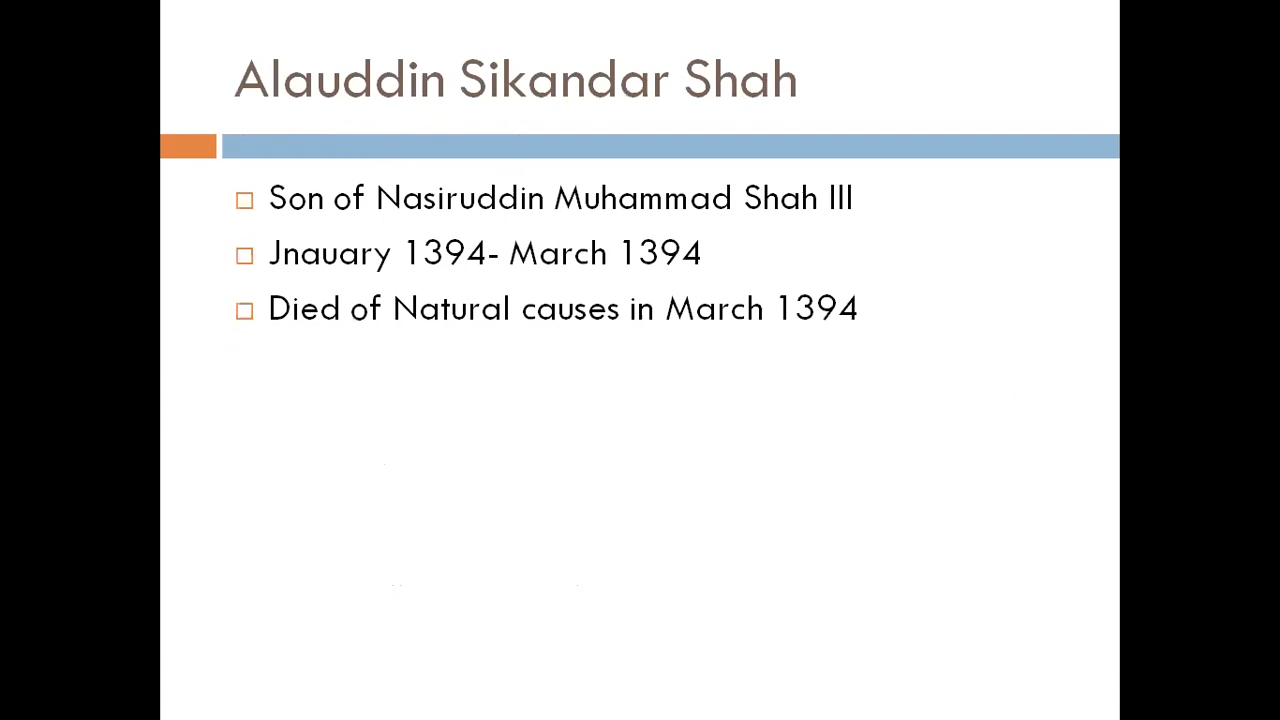 Alauddin Sikandar Shah
Son of Nasiruddin Muhammad Shah III
Jnauary 1394- March 1394
Died of Natural causes in March 1394